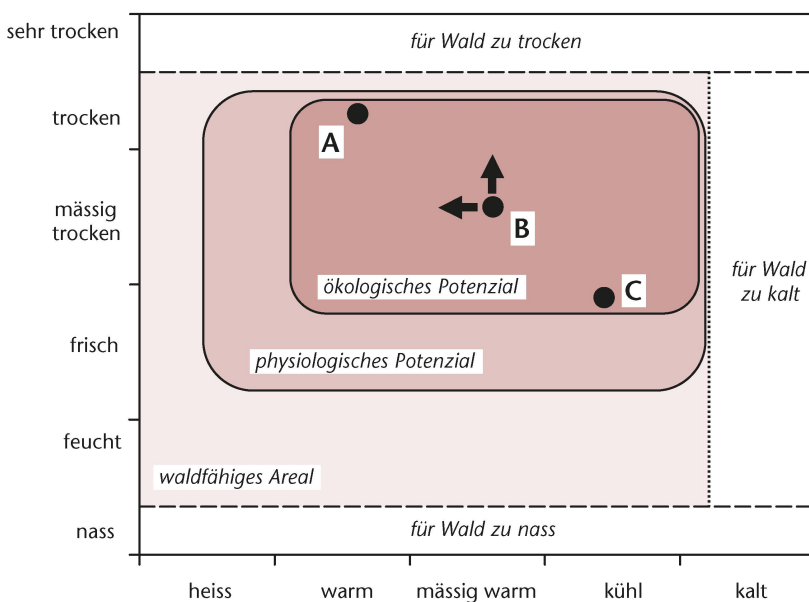 sehr trocken
für Wald zu trocken
trocken
A
mässig
trocken
B
für Wald
zu kalt
ökologisches Potenzial
C
frisch
physiologisches Potenzial
feucht
waldfähiges Areal
nass
für Wald zu nass
heiss
warm
mässig warm
kühl
kalt